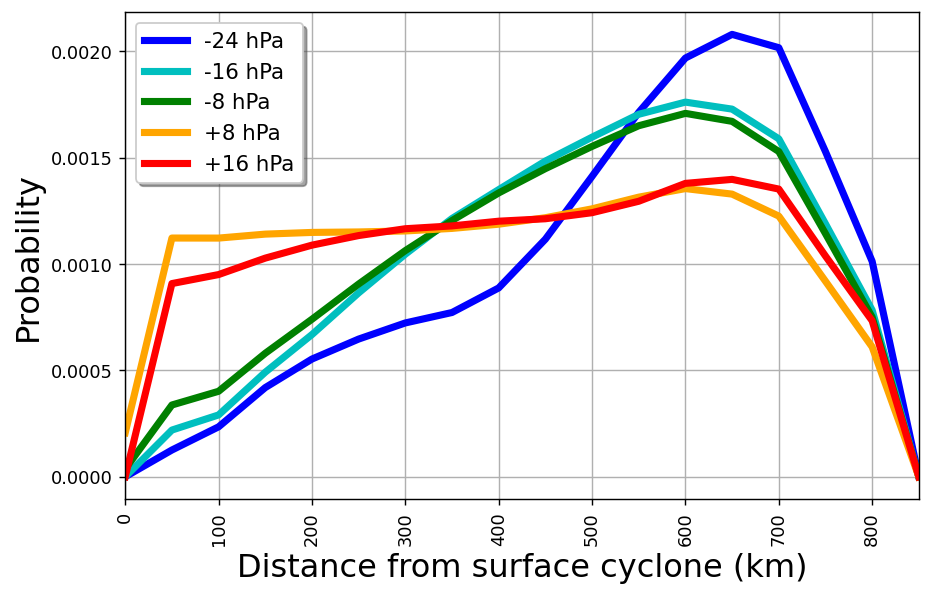 -24 hPa
-16 hPa
-8 hPa
+8 hPa
+16 hPa
Probability
0.0020
0.0015
0.0010
0.0005
0.0000
0 100 200 300 400 500 600 700 800
Distance from surface cyclone (km)